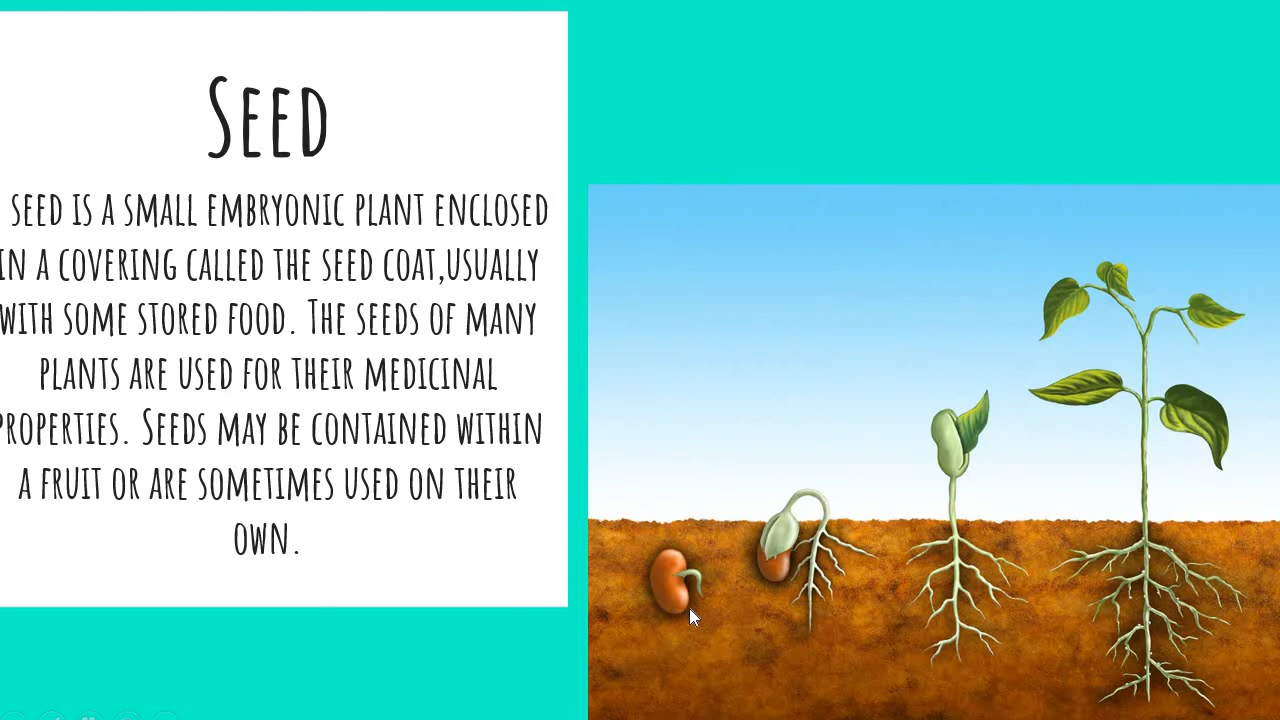 Seed
seed is a small embryonic plant enclosed
in a covering called the seed coat,usually
with some stored food. The seeds of many
plants are used for their medicinal
properties. Seeds may be contained within
a fruit or are sometimes used on their
own.